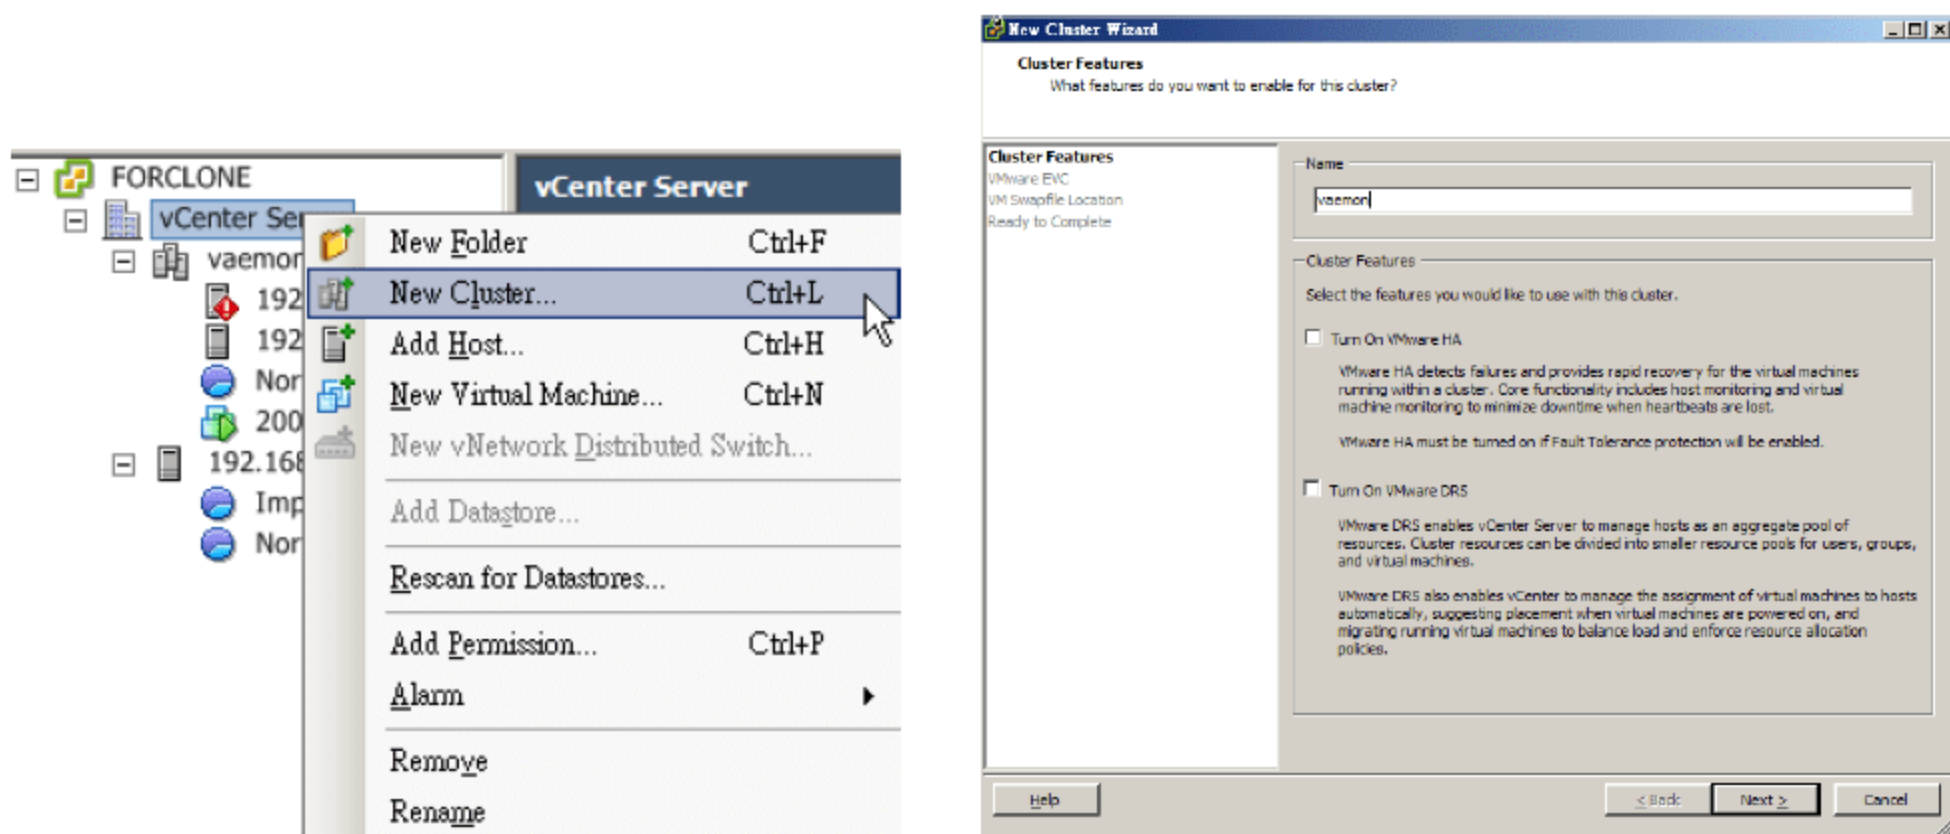 FORCLONE
vCenter Ser
vaemor
192
192
Nor
200
192.168
Imp
Nor
vCenter Server
New Folder Ctrl+F
New Cluster... Ctrl+L
Add Host... Ctrl+H
New Virtual Machine... Ctrl+N
New vNetwork Distributed Switch...
Add Datastore...
Rescan for Datastores...
Add Permission... Ctrl+P
Alarm
Remove
Rename
New Cluster Wizard
Cluster Features
What features do you want to enable for this cluster?
Cluster Features
VMware EVC
VM Swapfile Location
Ready to Complete
Name
vaemon
Cluster Features
Select the features you would like to use with this cluster.
Turn On VMware HA
VMware HA detects failures and provides rapid recovery for the virtual machines
running within a cluster. Core functionality includes host monitoring and virtual
machine monitoring to minimize downtime when heartbeats are lost.
VMware HA must be turned on if Fault Tolerance protection will be enabled.
Turn On VMware DRS
VMware DRS enables vCenter Server to manage hosts as an aggregate pool of
resources. Cluster resources can be divided into smaller resource pools for users, groups,
and virtual machines.
VMware DRS also enables vCenter to manage the assignment of virtual machines to hosts
automatically, suggesting placement when virtual machines are powered on, and
migrating running virtual machines to balance load and enforce resource allocation
policies.
Help
< Back
Next >
Cancel